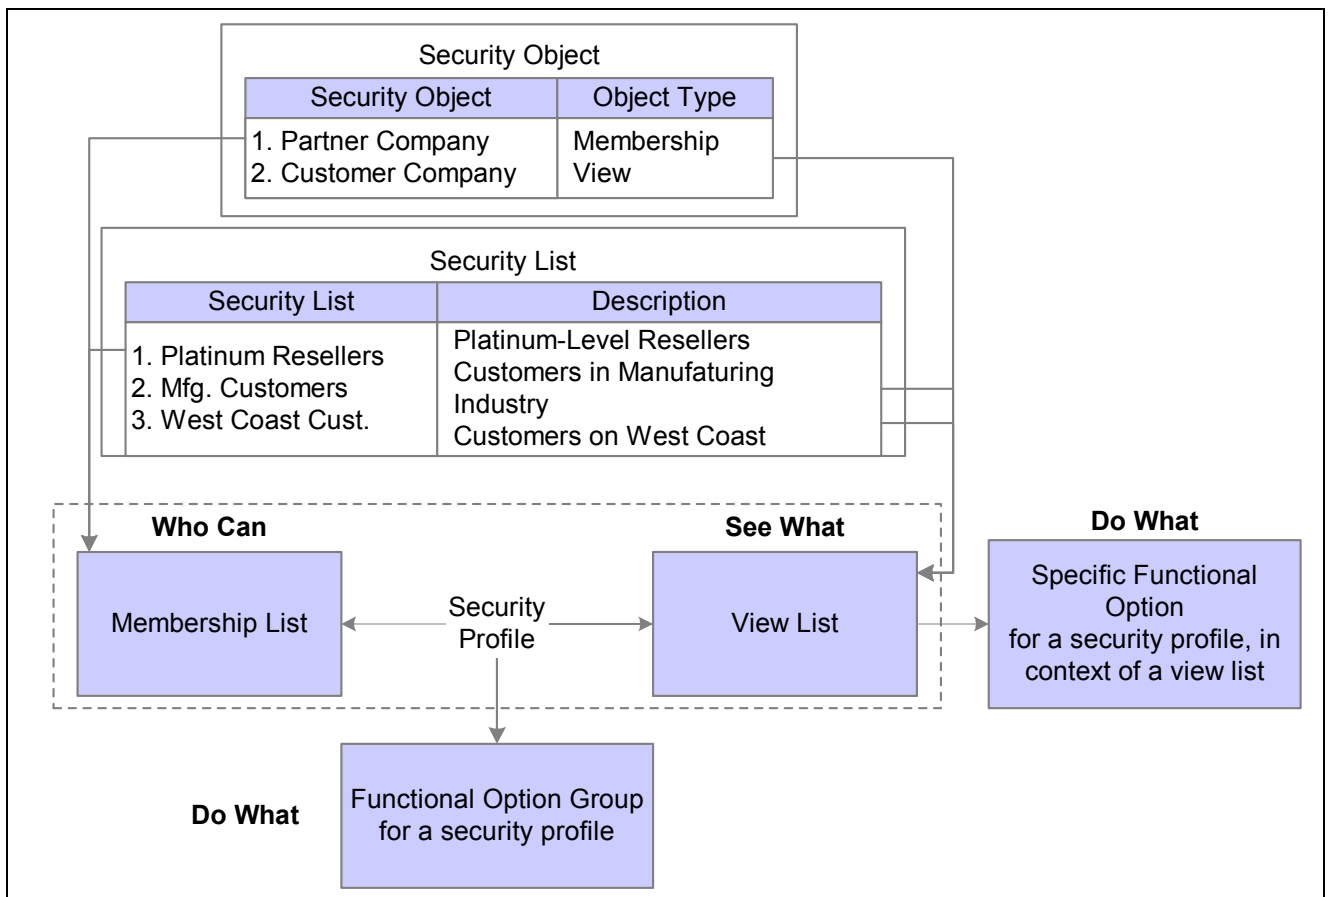 Security Object
Security Object Object Type
1. Partner Company Membership
2. Customer Company View
Security List
Security List Description
1. Platinum Resellers
2. Mfg. Customers
3. West Coast Cust.
Platinum-Level Resellers
Customers in Manufaturing
Industry
Customers on West Coast
Who Can
See What
Do What
Membership List
Security
Profile
View List
Specific Functional
Option
for a security profile, in
context of a view list
Do What
Functional Option Group
for a security profile